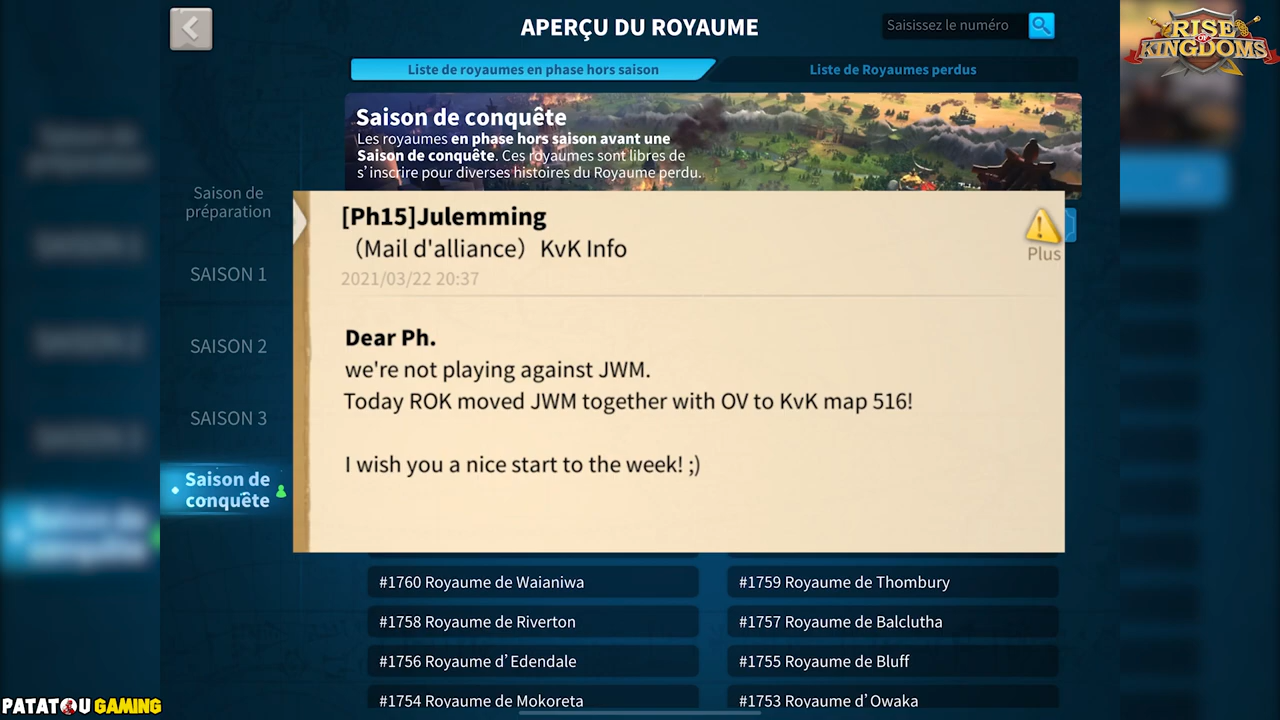 APERÇU DU ROYAUME
Saisissez le numéro
RISE OF KINGDOMS
Liste de royaumes en phase hors saison
Liste de Royaumes perdus
Saison de conquête
Les royaumes en phase hors saison avant une
Saison de conquête. Ces royaumes sont libres de
s'inscrire pour diverses histoires du Royaume perdu.
Saison de
préparation
SAISON 1
SAISON 2
SAISON 3
Saison de
conquête
[Ph15]Julemming
（Mail d'alliance）KvK Info
2021/03/22 20:37
Plus
Dear Ph.
we're not playing against JWM.
Today ROK moved JWM together with OV to KvK map 516!
I wish you a nice start to the week! ;)
#1760 Royaume de Waianiwa
#1759 Royaume de Thombury
#1758 Royaume de Riverton
#1757 Royaume de Balclutha
#1756 Royaume d'Edendale
#1755 Royaume de Bluff
#1754 Royaume de Mokoreta
#1753 Royaume d'Owaka
PATATOU GAMING